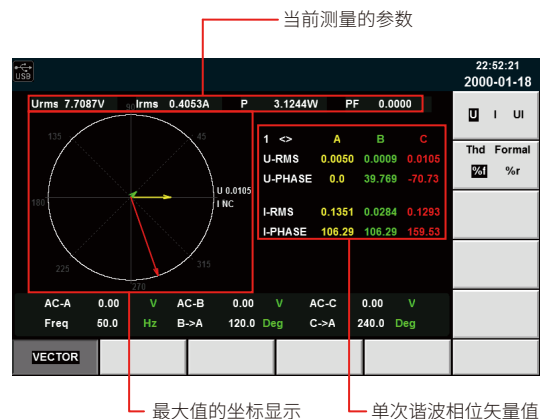 当前测量的参数
USB
22:52:21
2000-01-18
Urms 7.7087V Irms 0.4053A P 3.1244W PF 0.0000
U I UI
Thd Formal
%f %r
90
135 45
180
225 315
270
U 0.0105
I NC
1 <> A B C
U-RMS 0.0050 0.0009 0.0105
U-PHASE 0.0 39.769 -70.73
I-RMS 0.1351 0.0284 0.1293
I-PHASE 106.29 106.29 159.53
AC-A 0.00 V AC-B 0.00 V AC-C 0.00 V
Freq 50.0 Hz B->A 120.0 Deg C->A 240.0 Deg
VECTOR
最大值的坐标显示 单次谐波相位矢量值